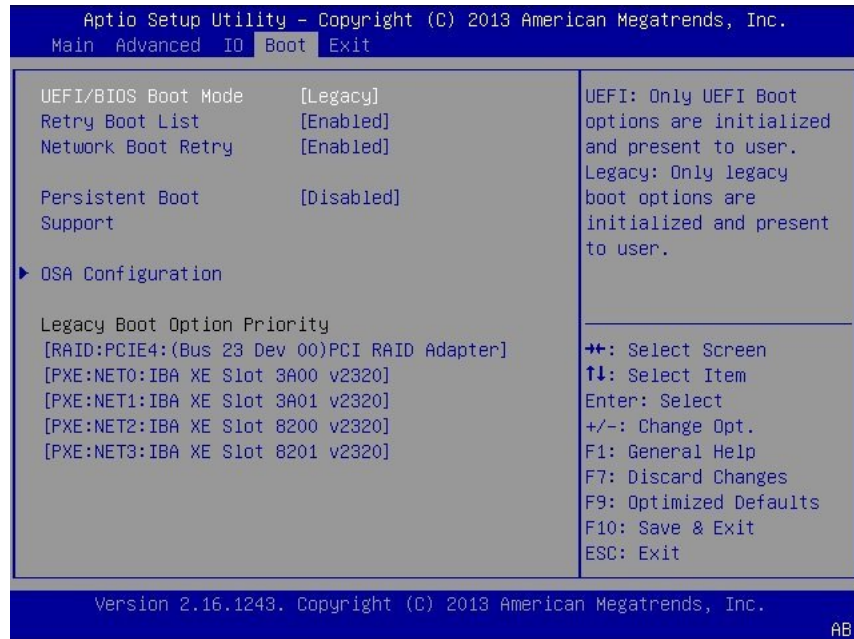 Aptio Setup Utility – Copyright (C) 2013 American Megatrends, Inc.
Main Advanced IO Boot Exit
UEFI/BIOS Boot Mode [Legacy]
Retry Boot List [Enabled]
Network Boot Retry [Enabled]
Persistent Boot [Disabled]
Support
OSA Configuration
Legacy Boot Option Priority
[RAID:PCIE4:(Bus 23 Dev 00)PCI RAID Adapter]
[PXE:NET0:IBA XE Slot 3A00 v2320]
[PXE:NET1:IBA XE Slot 3A01 v2320]
[PXE:NET2:IBA XE Slot 8200 v2320]
[PXE:NET3:IBA XE Slot 8201 v2320]
UEFI: Only UEFI Boot
options are initialized
and present to user.
Legacy: Only legacy
boot options are
initialized and present
to user.
→←: Select Screen
↑↓: Select Item
Enter: Select
+/-: Change Opt.
F1: General Help
F7: Discard Changes
F9: Optimized Defaults
F10: Save & Exit
ESC: Exit
Version 2.16.1243. Copyright (C) 2013 American Megatrends, Inc.
AB